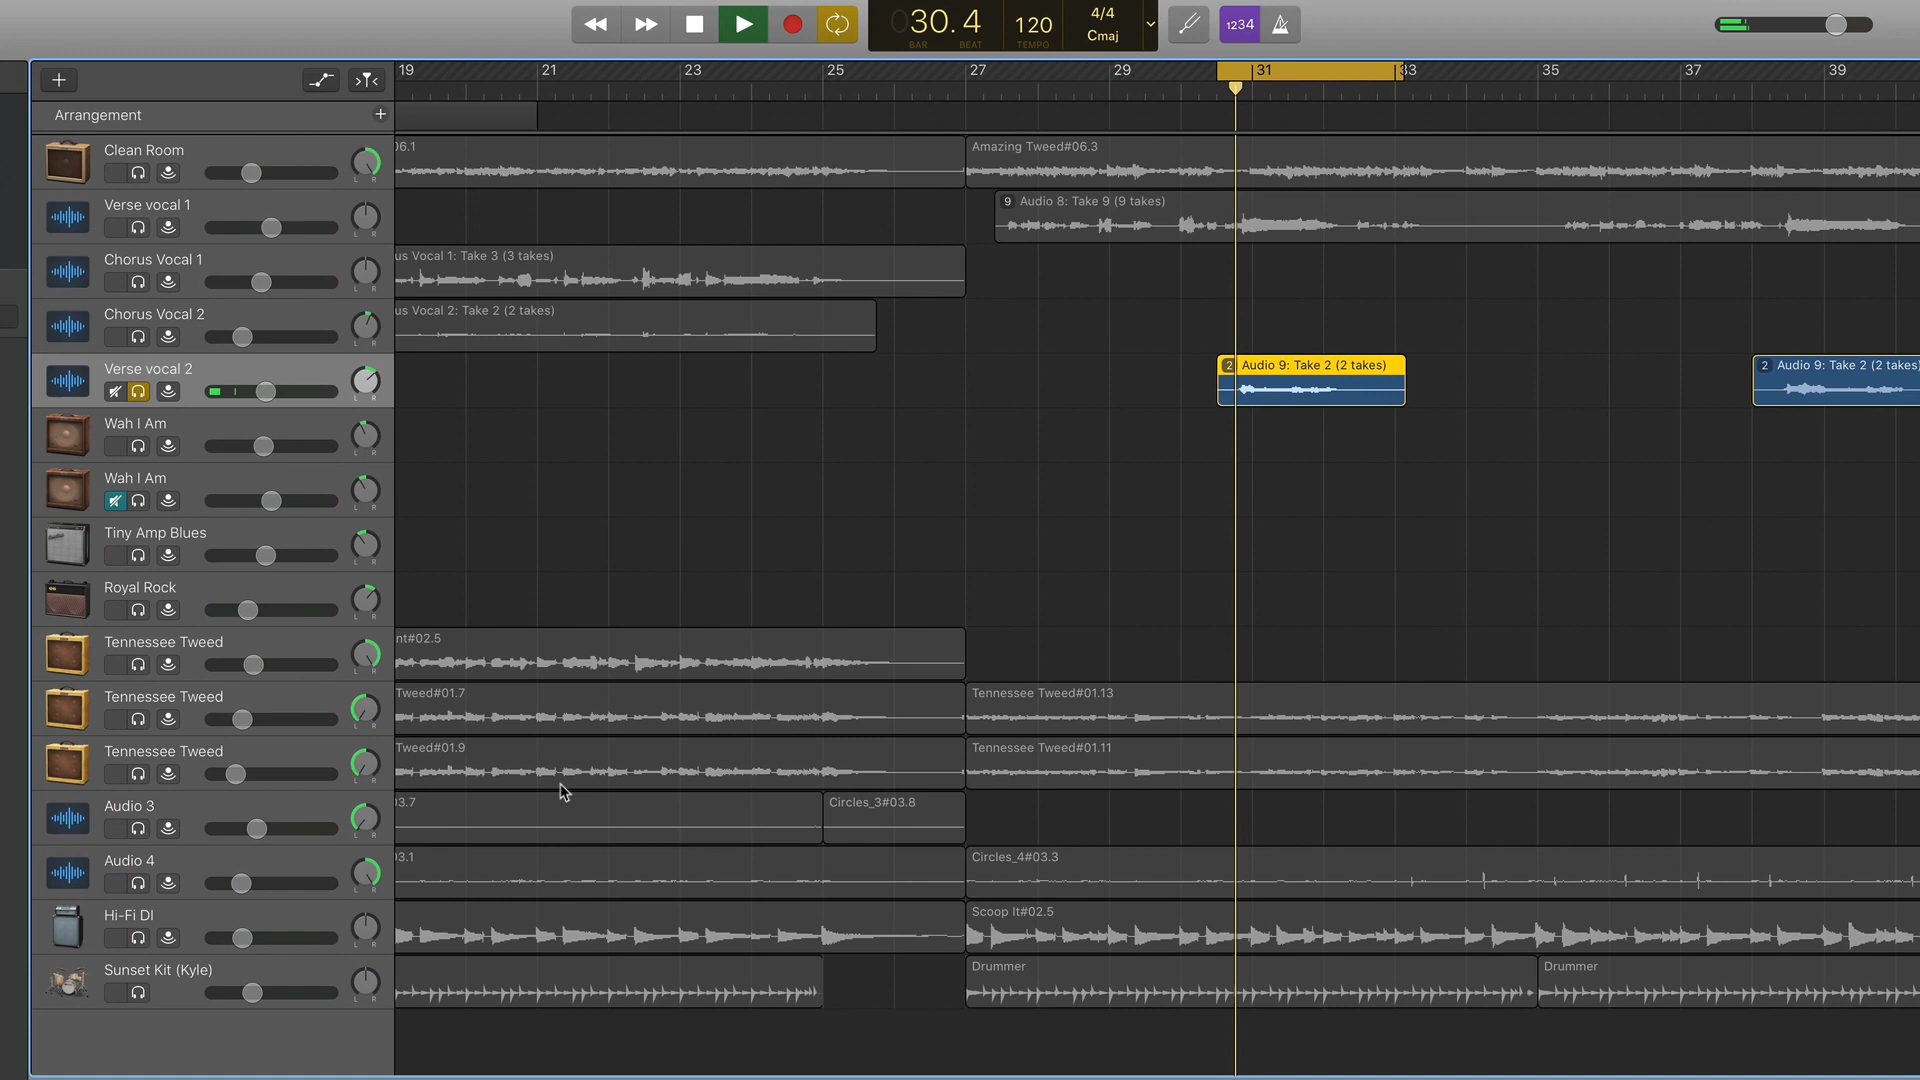 30.4
BAR BEAT
120
TEMPO
4/4
Cmaj
1234
19 21 23 25 27 29 31 33 35 37 39
Arrangement
Clean Room
L R
06.1
Amazing Tweed#06.3
Verse vocal 1
L R
9 Audio 8: Take 9 (9 takes)
Chorus Vocal 1
L R
us Vocal 1: Take 3 (3 takes)
Chorus Vocal 2
L R
us Vocal 2: Take 2 (2 takes)
Verse vocal 2
L R
2 Audio 9: Take 2 (2 takes)
2 Audio 9: Take 2 (2 takes)
Wah I Am
L R
Wah I Am
L R
Tiny Amp Blues
L R
Royal Rock
L R
Tennessee Tweed
L R
nt#02.5
Tennessee Tweed
L R
Tweed#01.7
Tennessee Tweed#01.13
Tennessee Tweed
L R
Tweed#01.9
Tennessee Tweed#01.11
Audio 3
L R
03.7
Circles_3#03.8
Audio 4
L R
03.1
Circles_4#03.3
Hi-Fi DI
L R
Scoop It#02.5
Sunset Kit (Kyle)
L R
Drummer
Drummer